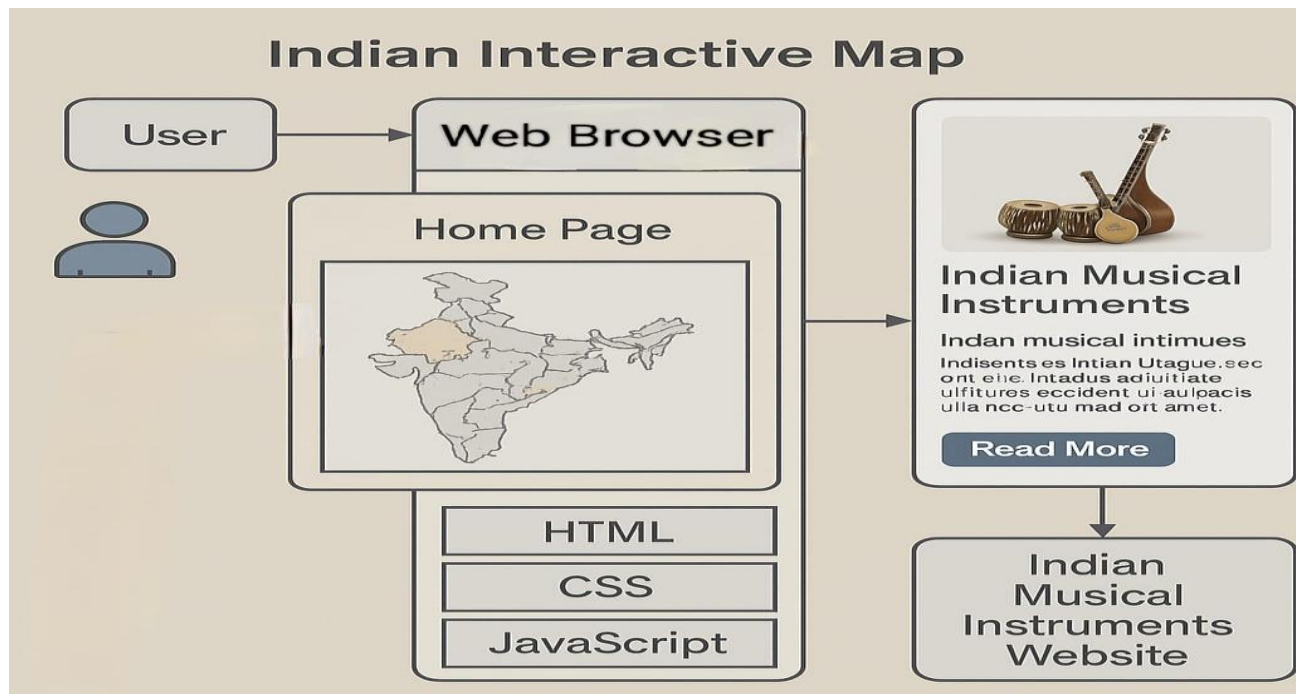 Indian Interactive Map
User
Web Browser
Home Page
HTML
CSS
JavaScript
Indian Musical
Instruments
Indan musical intimues
Indisents es Intian Utague.sec
ont eiic. Intadus adiuitiate
ulfitures eccident ui aulpacis
ulla ncc-utu mad ort amet.
Read More
Indian
Musical
Instruments
Website